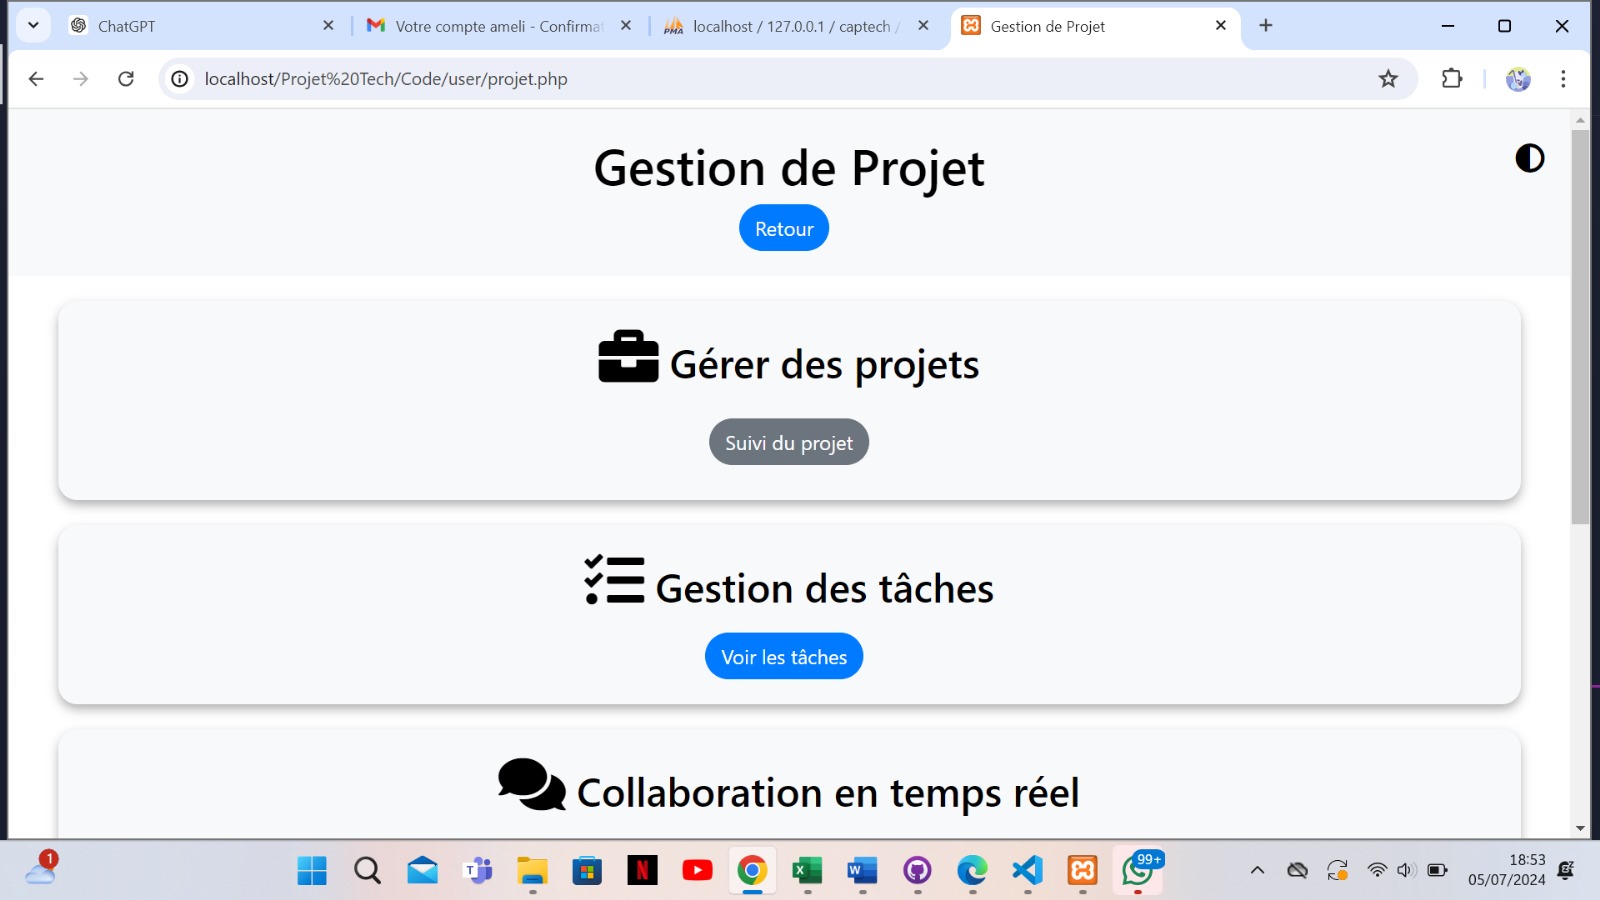 ChatGPT
Votre compte ameli - Confirmat
PMA
localhost / 127.0.0.1 / captech /
Gestion de Projet
localhost/Projet%20Tech/Code/user/projet.php
Gestion de Projet
Retour
Gérer des projets
Suivi du projet
Gestion des tâches
Voir les tâches
Collaboration en temps réel
1
99+
18:53
05/07/2024